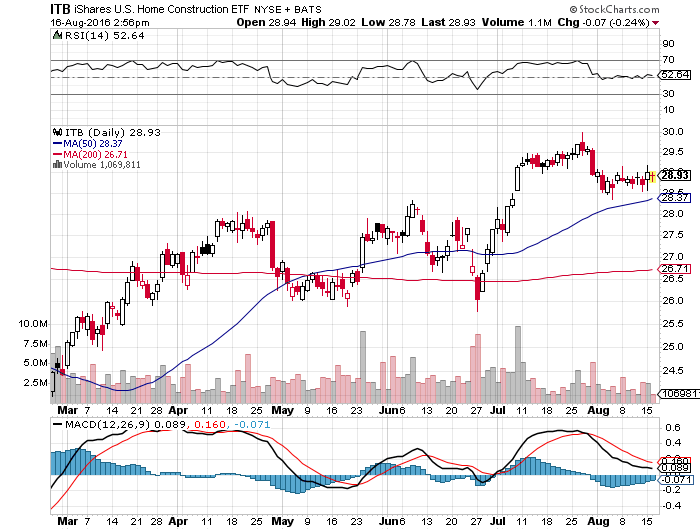 ITB iShares U.S. Home Construction ETF NYSE + BATS © StockCharts.com
16-Aug-2016 2:56pm Open 28.94 High 29.02 Low 28.78 Last 28.93 Volume 1.1M Chg -0.07 (-0.24%)
RSI(14) 52.64
90
70
52.64
30
10
ITB (Daily) 28.93
MA(50) 28.37
MA(200) 26.71
Volume 1,069,811
30.0
29.5
28.93
28.5
28.37
28.0
27.5
27.0
26.71
26.5
26.0
25.5
25.0
24.5
10.0M
7.5M
5.0M
2.5M
1069811
Mar 7 14 21 28 Apr 11 18 25 May 9 16 23 Jun 6 13 20 27 Jul 11 18 25 Aug 8 15
MACD(12,26,9) 0.089, 0.160, -0.071
0.6
0.4
0.160
0.089
-0.071
-0.2
-0.4
Mar 7 14 21 28 Apr 11 18 25 May 9 16 23 Jun 6 13 20 27 Jul 11 18 25 Aug 8 15